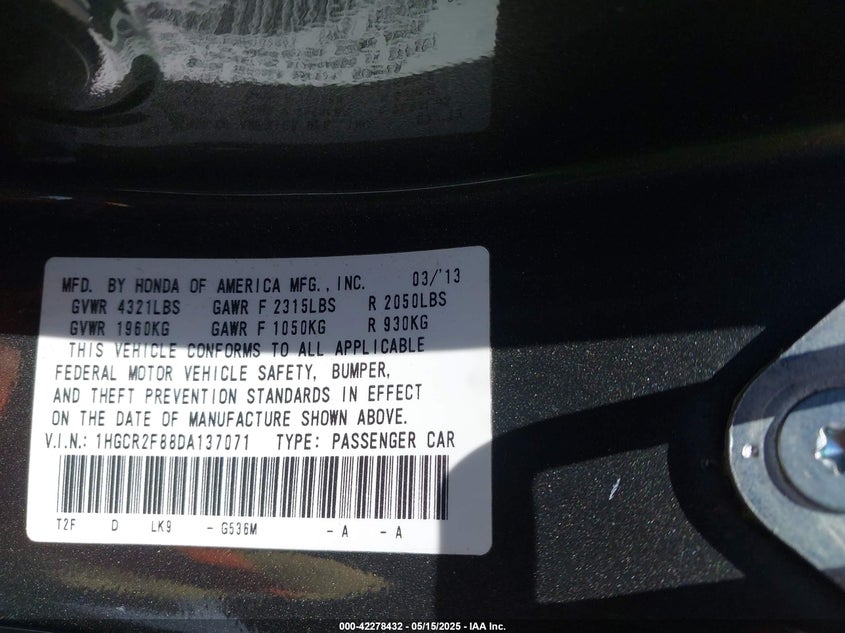 MFD. BY HONDA OF AMERICA MFG., INC. 03/'13
GVWR 4321LBS GAWR F 2315LBS R 2050LBS
GVWR 1960KG GAWR F 1050KG R 930KG
THIS VEHICLE CONFORMS TO ALL APPLICABLE
FEDERAL MOTOR VEHICLE SAFETY, BUMPER,
AND THEFT PREVENTION STANDARDS IN EFFECT
ON THE DATE OF MANUFACTURE SHOWN ABOVE.
V.I.N.: 1HGCR2F88DA137071 TYPE: PASSENGER CAR
T2F D LK9 - G536M - A - A
000-42278432 - 05/15/2025 - IAA Inc.